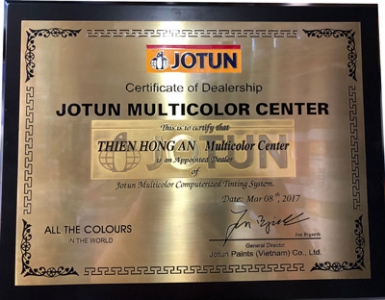 JOTUN
Certificate of Dealership
JOTUN MULTICOLOR CENTER
This is to certify that
THIEN HONG AN Multicolor Center
is an Appointed Dealer
of
Jotun Multicolor Computerized Tinting System.
Date: Mar 08th, 2017
JOTUN
ALL THE COLOURS
IN THE WORLD
General Director
Jotun Paints (Vietnam) Co., Ltd.